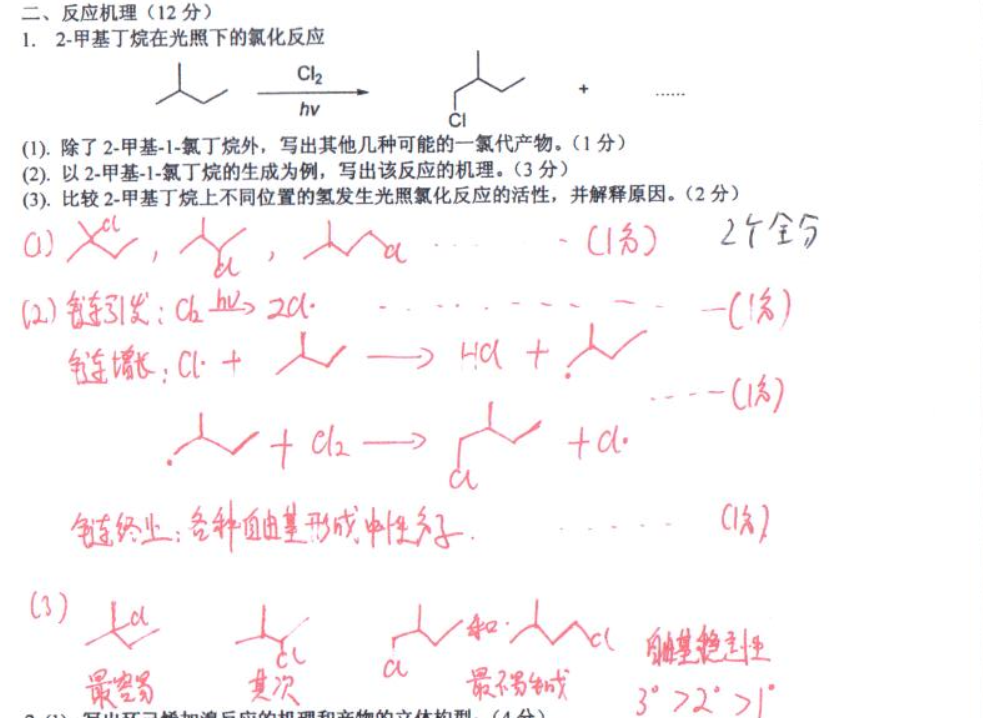 二、反应机理（12 分）
1. 2-甲基丁烷在光照下的氯化反应
Cl2
hv
+ ......
Cl
(1). 除了 2-甲基-1-氯丁烷外，写出其他几种可能的一氯代产物。（1 分）
(2). 以 2-甲基-1-氯丁烷的生成为例，写出该反应的机理。（3 分）
(3). 比较 2-甲基丁烷上不同位置的氢发生光照氯化反应的活性，并解释原因。（2 分）
(1) Cl , Cl , Cl ...... (1分) 2个全分
(2) 链引发: Cl2 hv 2Cl· ...... (1分)
链增长: Cl· + → HCl + ·
...... (1分)
· + Cl2 → Cl + Cl·
链终止: 各种自由基形成中性分子. ...... (1分)
(3) Cl Cl Cl 和 Cl 自由基稳定性
最容易 其次 最不易生成 3° > 2° > 1°